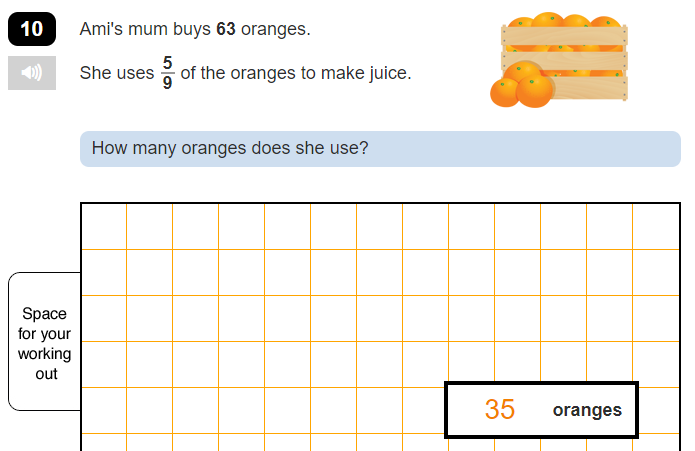 10 Ami's mum buys 63 oranges.
She uses 5/9 of the oranges to make juice.
How many oranges does she use?
Space
for your
working
out
35 oranges